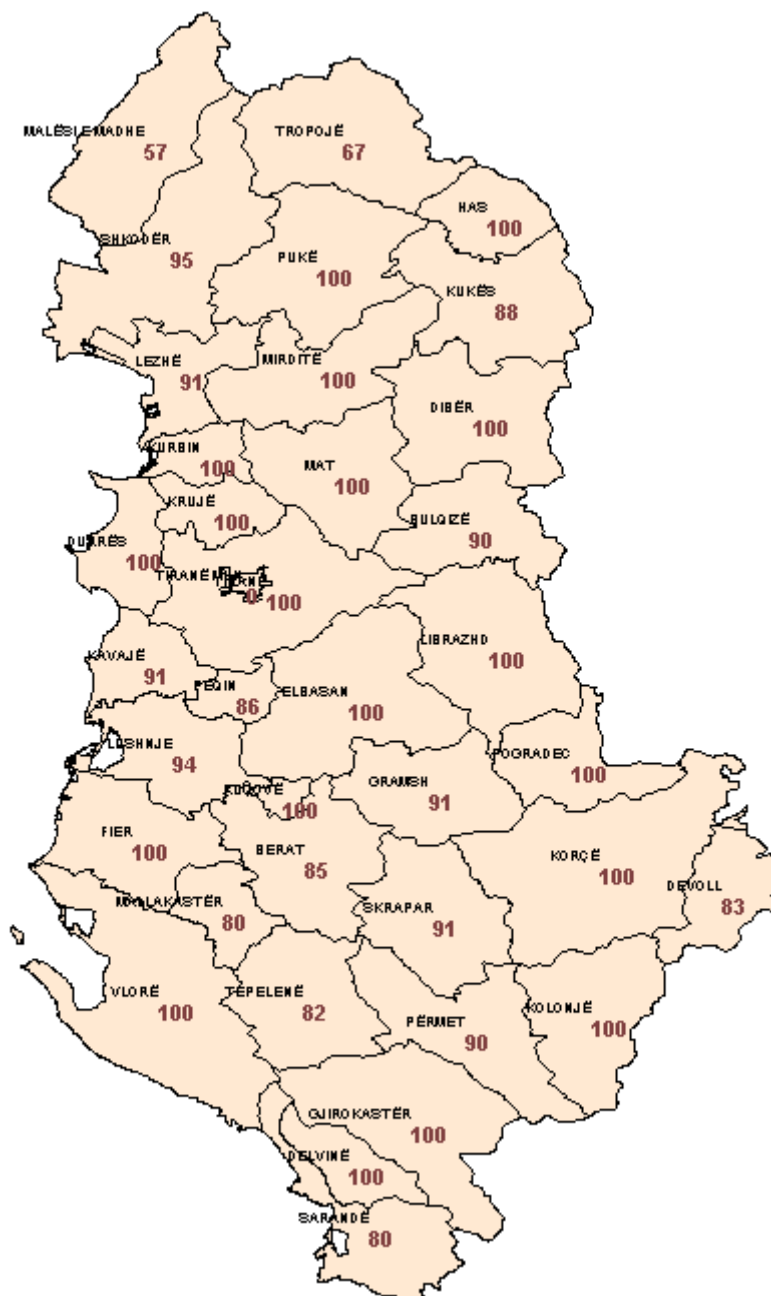 MALËSI E MADHE
57
TROPOJË
67
HAS
100
SHKODËR
95
PUKË
100
KUKËS
88
LEZHË
91
MIRDITË
100
DIBËR
100
KURBIN
100
MAT
100
KRUJË
100
BULQIZË
90
DURRËS
100
0
100
LIBRAZHD
100
KAVAJË
91
PEQIN
86
ELBASAN
100
LUSHNJE
94
POGRADEC
100
GRAMSH
91
KUÇOVË
100
FIER
100
BERAT
85
KORÇË
100
DEVOLL
83
MALLAKASTËR
80
SKRAPAR
91
VLORË
100
TEPELENË
82
PËRMET
90
KOLONJË
100
GJIROKASTËR
100
DELVINË
100
SARANDË
80